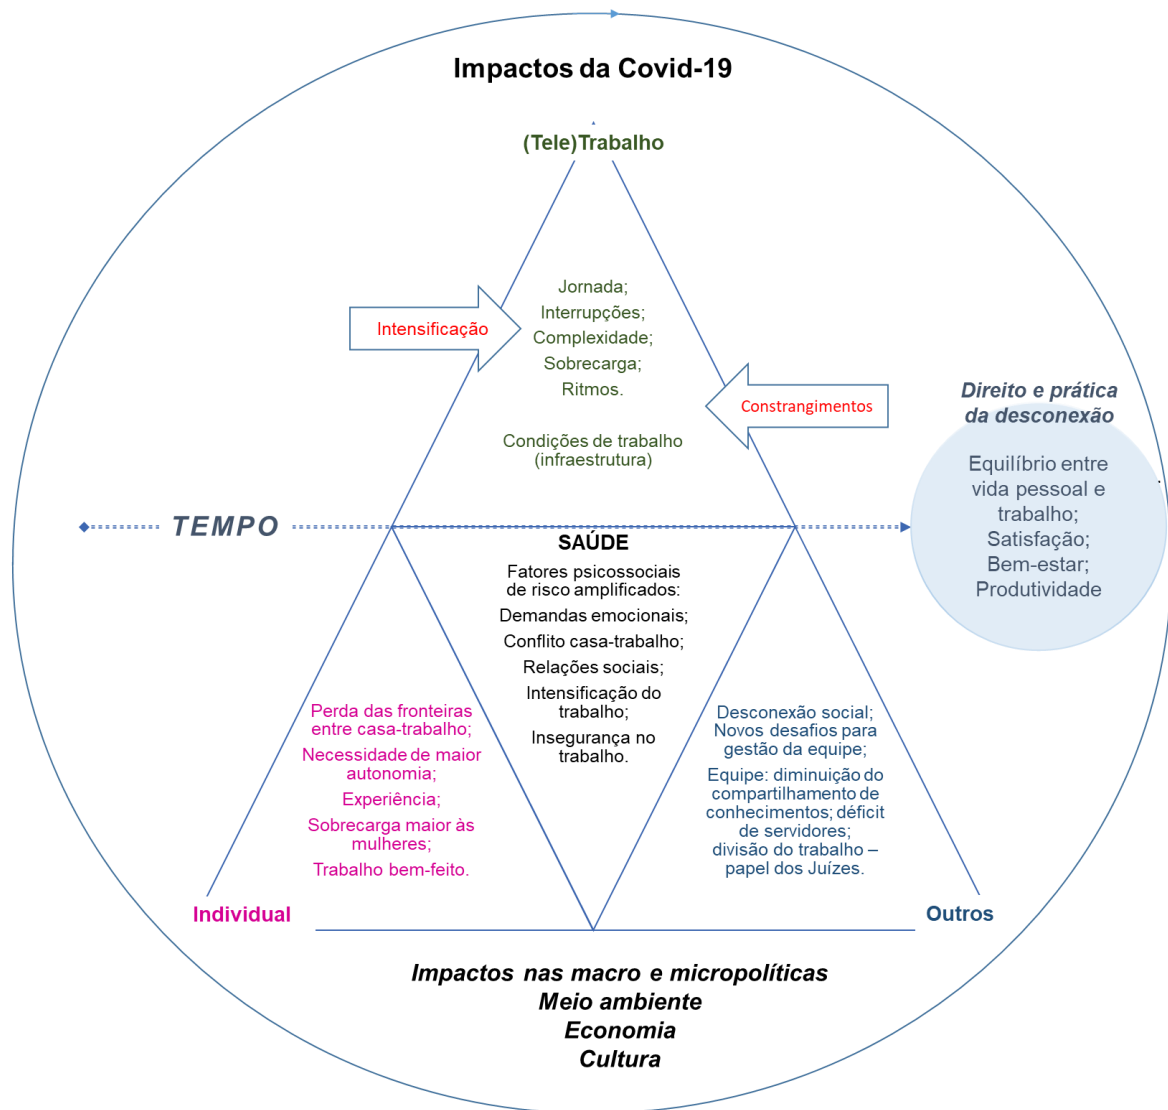 Impactos da Covid-19
(Tele)Trabalho
Jornada;
Interrupções;
Complexidade;
Sobrecarga;
Ritmos.
Intensificação
Constrangimentos
Condições de trabalho
(infraestrutura)
Direito e prática
da desconexão
Equilíbrio entre
vida pessoal e
trabalho;
Satisfação;
Bem-estar;
Produtividade
TEMPO
SAÚDE
Fatores psicossociais
de risco amplificados:
Demandas emocionais;
Conflito casa-trabalho;
Relações sociais;
Intensificação do
trabalho;
Insegurança no
trabalho.
Perda das fronteiras
entre casa-trabalho;
Necessidade de maior
autonomia;
Experiência;
Sobrecarga maior às
mulheres;
Trabalho bem-feito.
Desconexão social;
Novos desafios para
gestão da equipe;
Equipe: diminuição do
compartilhamento de
conhecimentos; déficit
de servidores;
divisão do trabalho –
papel dos Juízes.
Individual
Outros
Impactos nas macro e micropolíticas
Meio ambiente
Economia
Cultura